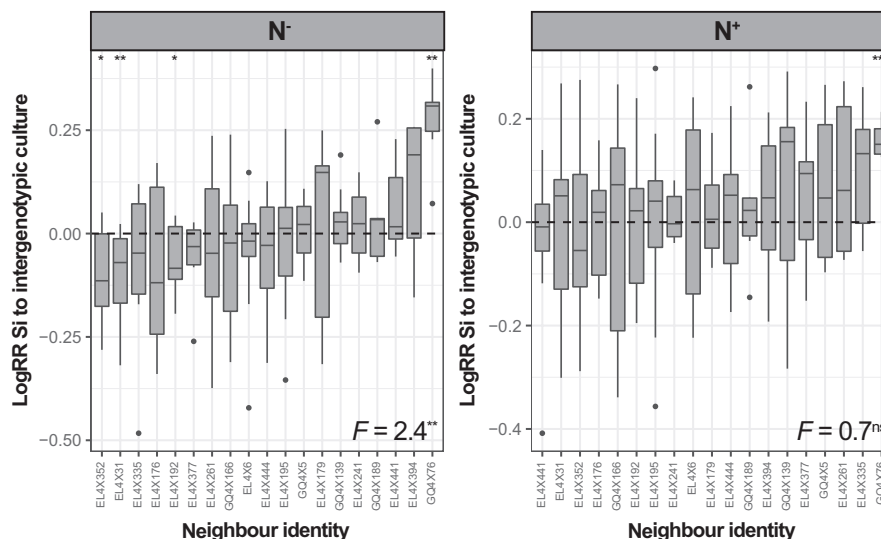 N-
N+
* ** * **
**
LogRR Si to intergenotypic culture
0.25
0.00
−0.25
−0.50
F = 2.4**
EL4X352
EL4X31
EL4X335
EL4X176
EL4X192
EL4X377
EL4X261
GQ4X166
EL4X6
EL4X444
EL4X195
GQ4X5
EL4X179
GQ4X139
EL4X241
GQ4X189
EL4X441
EL4X394
GQ4X76
Neighbour identity
LogRR Si to intergenotypic culture
0.2
0.0
−0.2
−0.4
F = 0.7ns
EL4X441
EL4X31
EL4X352
EL4X176
GQ4X166
EL4X192
EL4X195
EL4X241
EL4X6
EL4X179
EL4X444
GQ4X189
EL4X394
GQ4X139
EL4X377
GQ4X5
EL4X261
EL4X335
GQ4X76
Neighbour identity